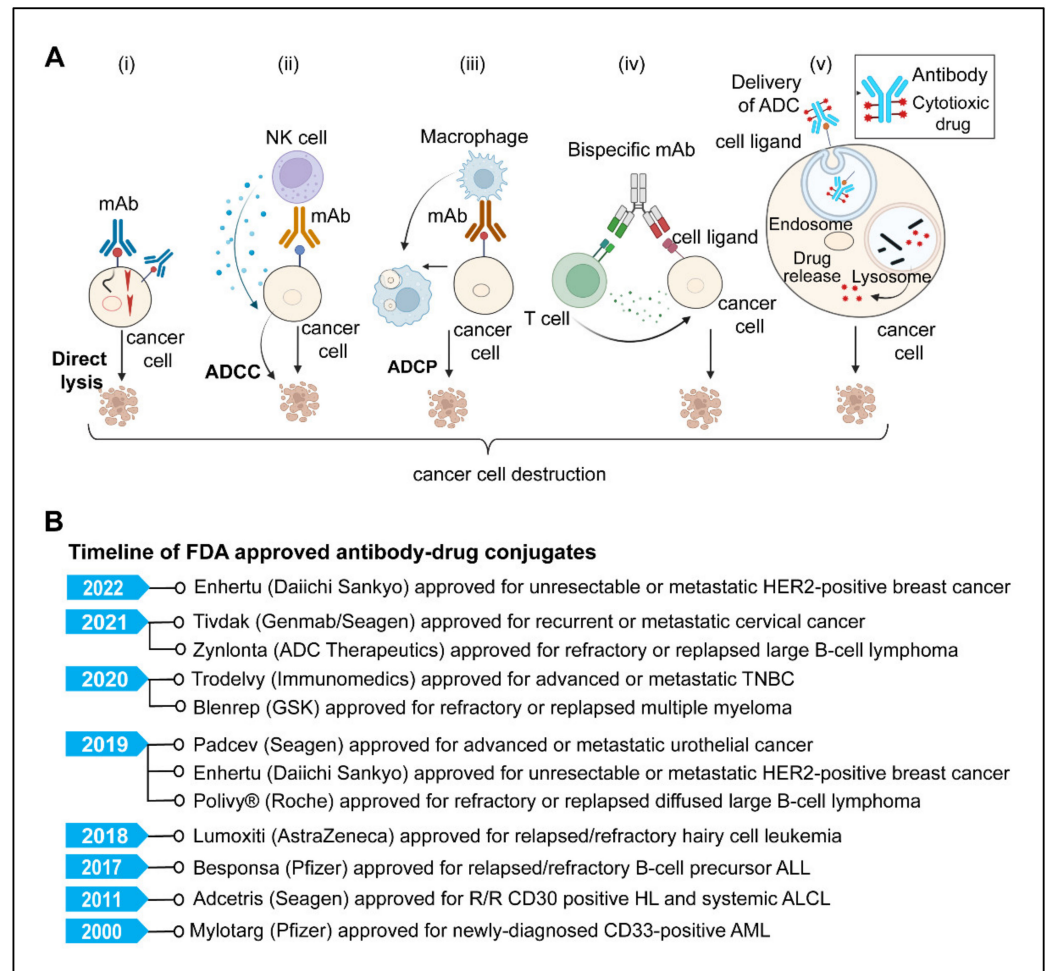 A
(i)
(ii)
(iii)
(iv)
(v)
mAb
cancer
cell
Direct
lysis
NK cell
mAb
cancer
cell
ADCC
Macrophage
mAb
cancer
cell
ADCP
Bispecific mAb
cell ligand
T cell
cancer
cell
Delivery
of ADC
cell ligand
Antibody
Cytotioxic
drug
Endosome
Drug
release
Lysosome
cancer
cell
cancer cell destruction
B
Timeline of FDA approved antibody-drug conjugates
2022 Enhertu (Daiichi Sankyo) approved for unresectable or metastatic HER2-positive breast cancer
2021 Tivdak (Genmab/Seagen) approved for recurrent or metastatic cervical cancer
Zynlonta (ADC Therapeutics) approved for refractory or replapsed large B-cell lymphoma
2020 Trodelvy (Immunomedics) approved for advanced or metastatic TNBC
Blenrep (GSK) approved for refractory or replapsed multiple myeloma
2019 Padcev (Seagen) approved for advanced or metastatic urothelial cancer
Enhertu (Daiichi Sankyo) approved for unresectable or metastatic HER2-positive breast cancer
Polivy® (Roche) approved for refractory or replapsed diffused large B-cell lymphoma
2018 Lumoxiti (AstraZeneca) approved for relapsed/refractory hairy cell leukemia
2017 Besponsa (Pfizer) approved for relapsed/refractory B-cell precursor ALL
2011 Adcetris (Seagen) approved for R/R CD30 positive HL and systemic ALCL
2000 Mylotarg (Pfizer) approved for newly-diagnosed CD33-positive AML